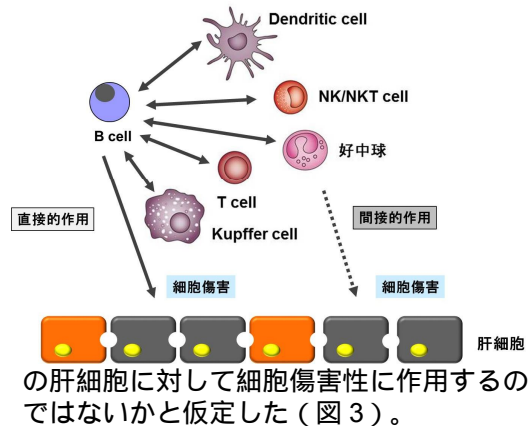 Dendritic cell
NK/NKT cell
B cell
好中球
T cell
直接的作用
間接的作用
Kupffer cell
細胞傷害
細胞傷害
肝細胞
の肝細胞に対して細胞傷害性に作用するの
ではないかと仮定した（図3）。